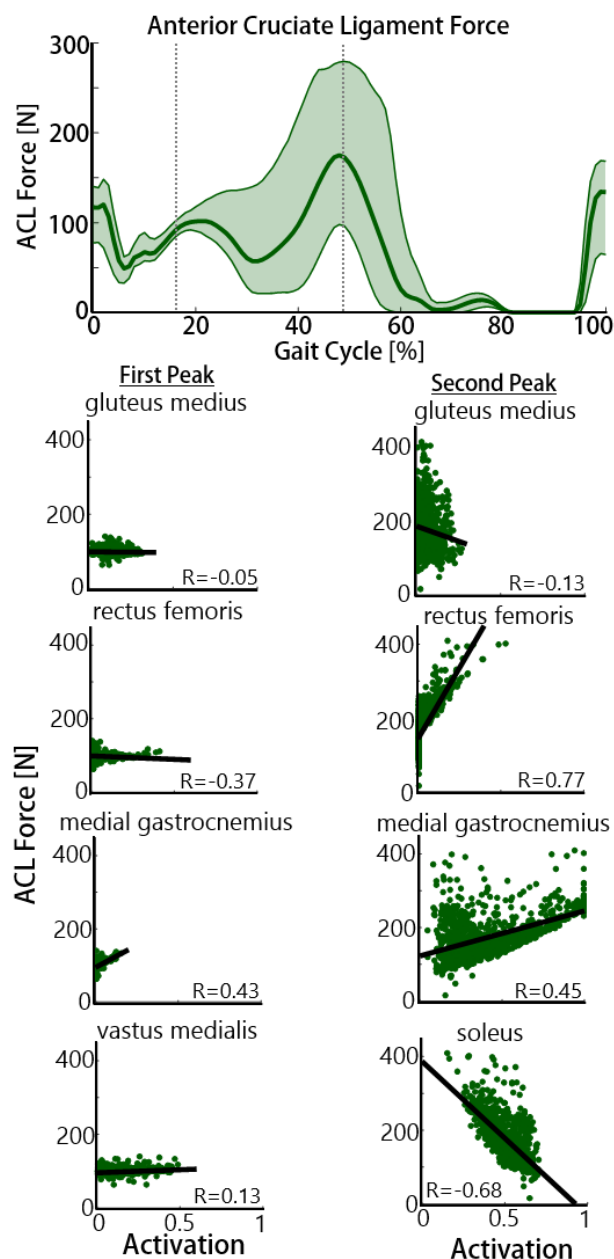 Anterior Cruciate Ligament Force
300
200
100
0
ACL Force [N]
0 20 40 60 80 100
Gait Cycle [%]
First Peak
gluteus medius
400
200
0
R=-0.05
rectus femoris
400
200
0
R=-0.37
medial gastrocnemius
400
200
0
R=0.43
vastus medialis
400
200
0
R=0.13
0 0.5 1
Activation
ACL Force [N]
Second Peak
gluteus medius
400
200
0
R=-0.13
rectus femoris
400
200
0
R=0.77
medial gastrocnemius
400
200
0
R=0.45
soleus
400
200
0
R=-0.68
0 0.5 1
Activation